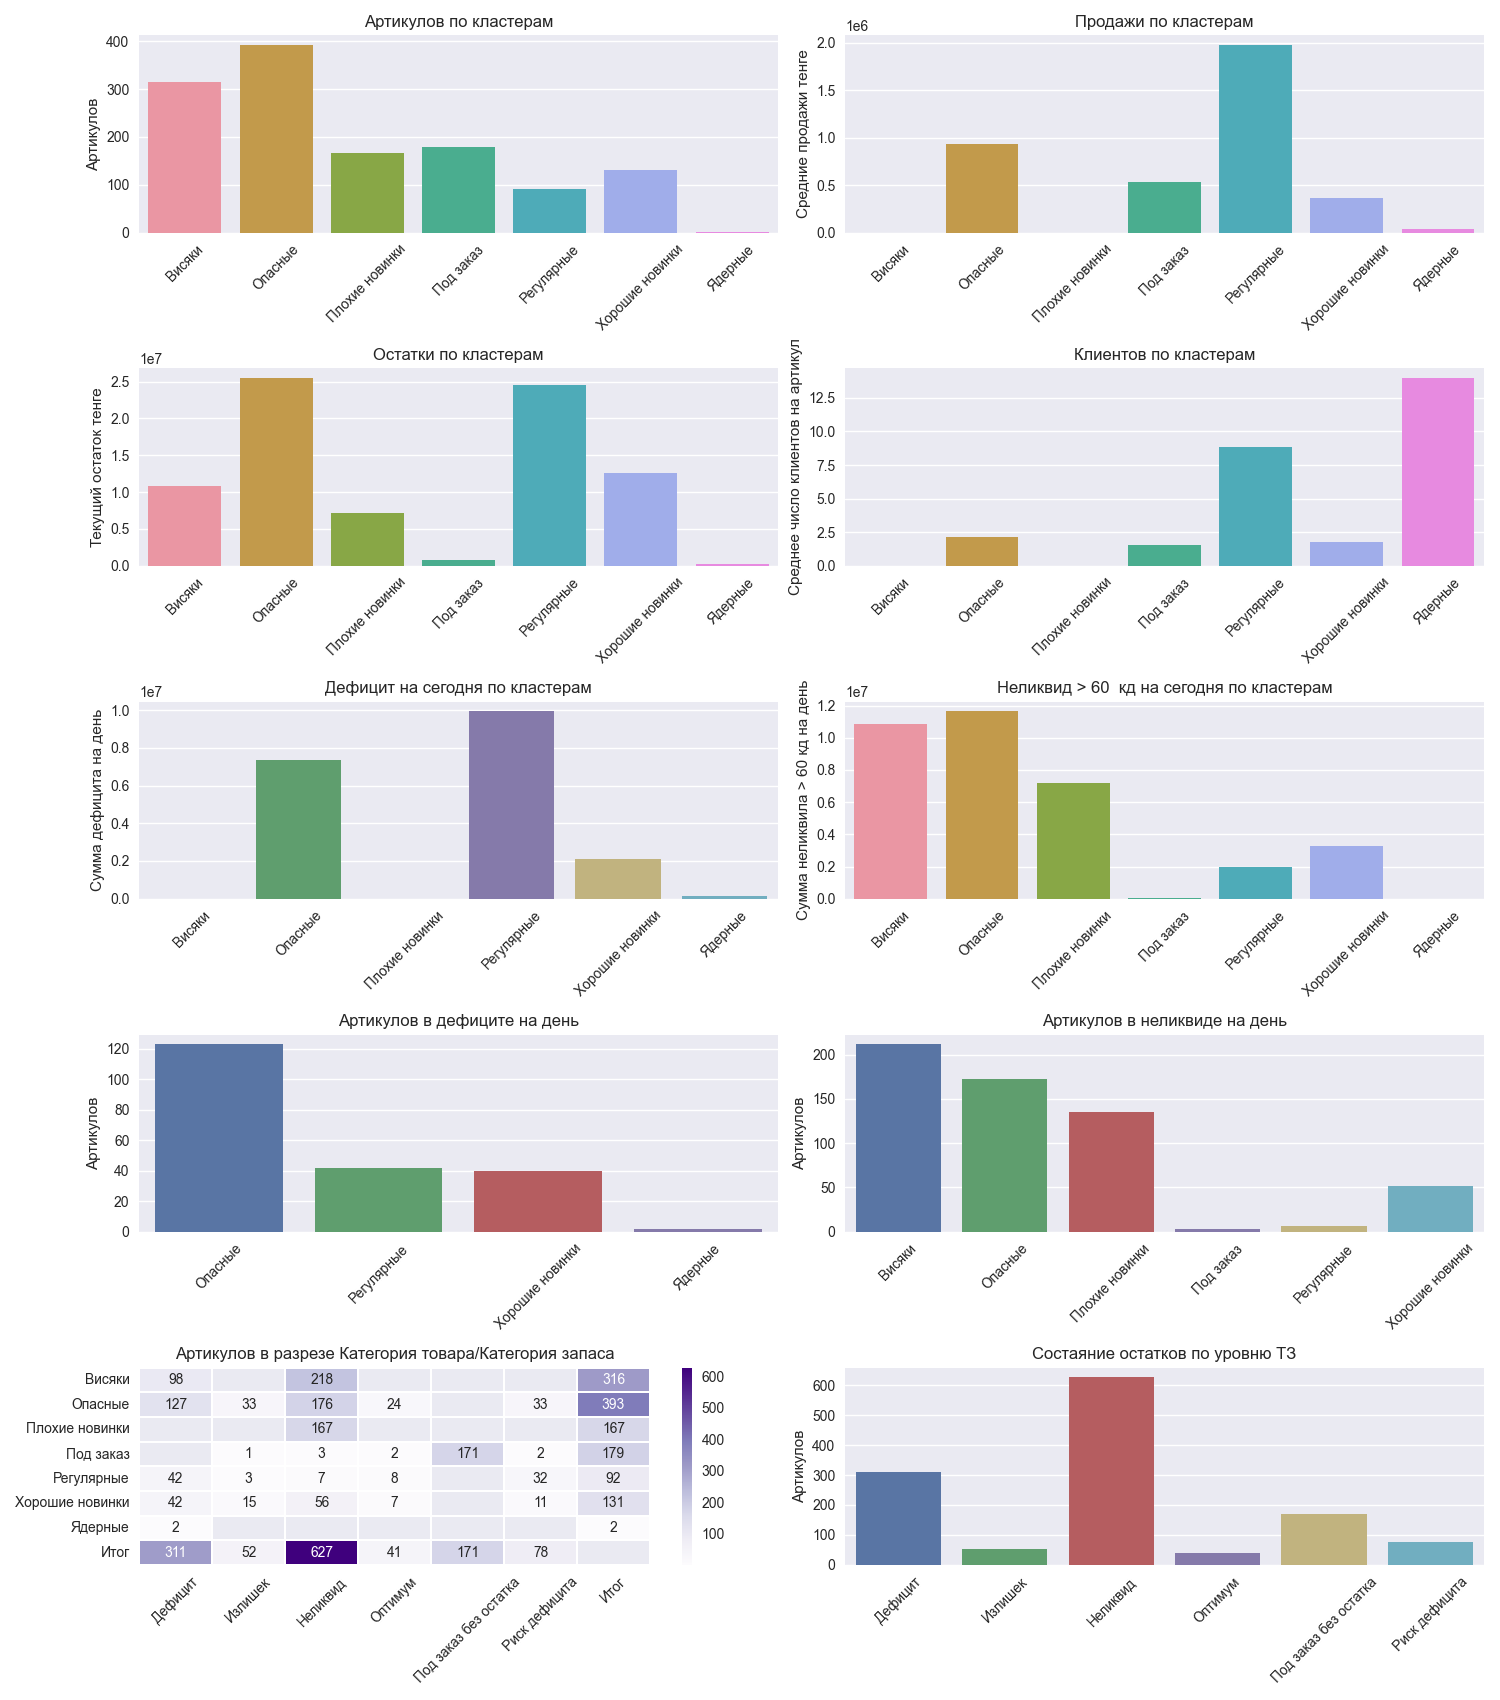 Артикулов по кластерам
Артикулов
400
300
200
100
0
Висяки
Опасные
Плохие новинки
Под заказ
Регулярные
Хорошие новинки
Ядерные
Продажи по кластерам
1e6
Средние продажи тенге
2.0
1.5
1.0
0.5
0.0
Висяки
Опасные
Плохие новинки
Под заказ
Регулярные
Хорошие новинки
Ядерные
Остатки по кластерам
1e7
Текущий остаток тенге
2.5
2.0
1.5
1.0
0.5
0.0
Висяки
Опасные
Плохие новинки
Под заказ
Регулярные
Хорошие новинки
Ядерные
Клиентов по кластерам
Среднее число клиентов на артикул
12.5
10.0
7.5
5.0
2.5
0.0
Висяки
Опасные
Плохие новинки
Под заказ
Регулярные
Хорошие новинки
Ядерные
Дефицит на сегодня по кластерам
1e7
Сумма дефицита на день
1.0
0.8
0.6
0.4
0.2
0.0
Висяки
Опасные
Плохие новинки
Регулярные
Хорошие новинки
Ядерные
Неликвид > 60  кд на сегодня по кластерам
1e7
Сумма неликвила > 60 кд на день
1.2
1.0
0.8
0.6
0.4
0.2
0.0
Висяки
Опасные
Плохие новинки
Под заказ
Регулярные
Хорошие новинки
Ядерные
Артикулов в дефиците на день
Артикулов
120
100
80
60
40
20
0
Опасные
Регулярные
Хорошие новинки
Ядерные
Артикулов в неликвиде на день
Артикулов
200
150
100
50
0
Висяки
Опасные
Плохие новинки
Под заказ
Регулярные
Хорошие новинки
Артикулов в разрезе Категория товара/Категория запаса
Висяки 98 218 316
Опасные 127 33 176 24 33 393
Плохие новинки 167 167
Под заказ 1 3 2 171 2 179
Регулярные 42 3 7 8 32 92
Хорошие новинки 42 15 56 7 11 131
Ядерные 2 2
Итог 311 52 627 41 171 78
Дефицит
Излишек
Неликвид
Оптимум
Под заказ без остатка
Риск дефицита
Итог
600
500
400
300
200
100
Состаяние остатков по уровню ТЗ
Артикулов
600
500
400
300
200
100
0
Дефицит
Излишек
Неликвид
Оптимум
Под заказ без остатка
Риск дефицита